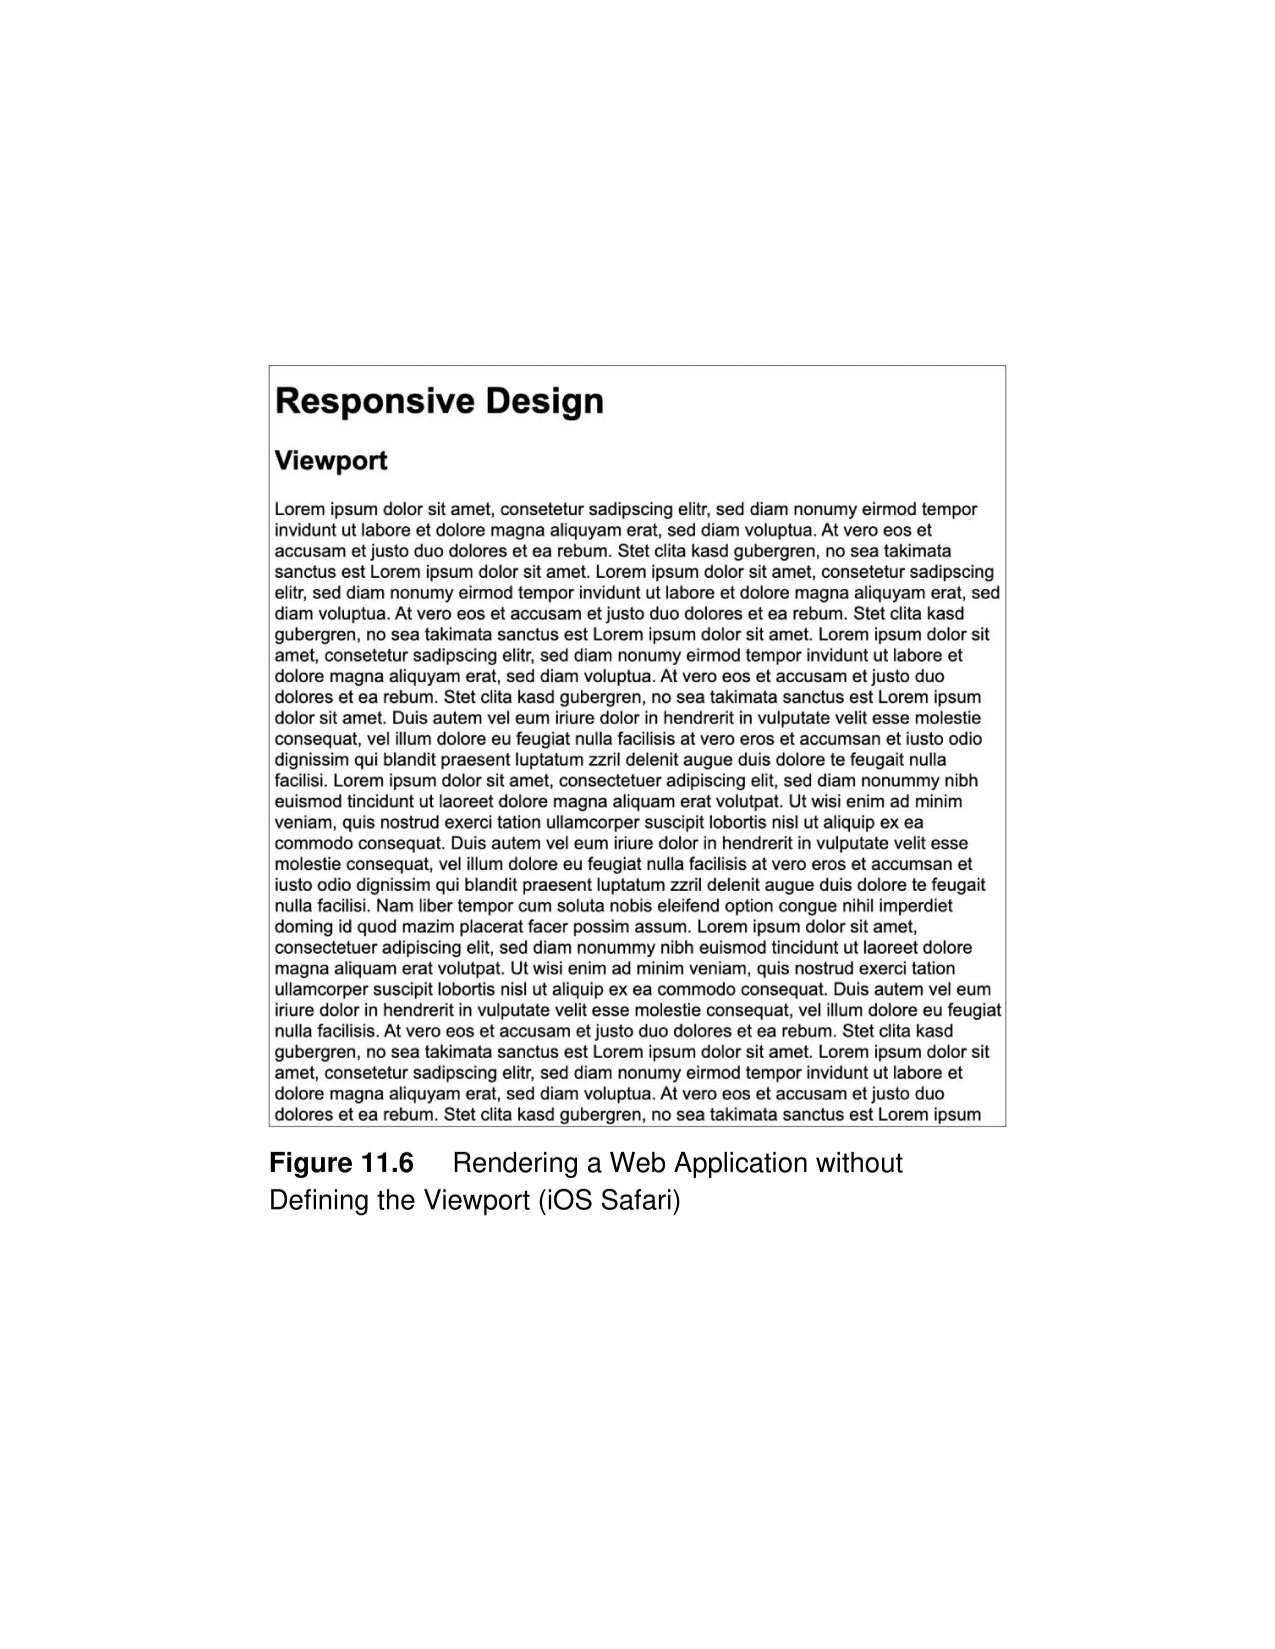 Responsive Design
Viewport
Lorem ipsum dolor sit amet, consetetur sadipscing elitr, sed diam nonumy eirmod tempor
invidunt ut labore et dolore magna aliquyam erat, sed diam voluptua. At vero eos et
accusam et justo duo dolores et ea rebum. Stet clita kasd gubergren, no sea takimata
sanctus est Lorem ipsum dolor sit amet. Lorem ipsum dolor sit amet, consetetur sadipscing
elitr, sed diam nonumy eirmod tempor invidunt ut labore et dolore magna aliquyam erat, sed
diam voluptua. At vero eos et accusam et justo duo dolores et ea rebum. Stet clita kasd
gubergren, no sea takimata sanctus est Lorem ipsum dolor sit amet. Lorem ipsum dolor sit
amet, consetetur sadipscing elitr, sed diam nonumy eirmod tempor invidunt ut labore et
dolore magna aliquyam erat, sed diam voluptua. At vero eos et accusam et justo duo
dolores et ea rebum. Stet clita kasd gubergren, no sea takimata sanctus est Lorem ipsum
dolor sit amet. Duis autem vel eum iriure dolor in hendrerit in vulputate velit esse molestie
consequat, vel illum dolore eu feugiat nulla facilisis at vero eros et accumsan et iusto odio
dignissim qui blandit praesent luptatum zzril delenit augue duis dolore te feugait nulla
facilisi. Lorem ipsum dolor sit amet, consectetuer adipiscing elit, sed diam nonummy nibh
euismod tincidunt ut laoreet dolore magna aliquam erat volutpat. Ut wisi enim ad minim
veniam, quis nostrud exerci tation ullamcorper suscipit lobortis nisl ut aliquip ex ea
commodo consequat. Duis autem vel eum iriure dolor in hendrerit in vulputate velit esse
molestie consequat, vel illum dolore eu feugiat nulla facilisis at vero eros et accumsan et
iusto odio dignissim qui blandit praesent luptatum zzril delenit augue duis dolore te feugait
nulla facilisi. Nam liber tempor cum soluta nobis eleifend option congue nihil imperdiet
doming id quod mazim placerat facer possim assum. Lorem ipsum dolor sit amet,
consectetuer adipiscing elit, sed diam nonummy nibh euismod tincidunt ut laoreet dolore
magna aliquam erat volutpat. Ut wisi enim ad minim veniam, quis nostrud exerci tation
ullamcorper suscipit lobortis nisl ut aliquip ex ea commodo consequat. Duis autem vel eum
iriure dolor in hendrerit in vulputate velit esse molestie consequat, vel illum dolore eu feugiat
nulla facilisis. At vero eos et accusam et justo duo dolores et ea rebum. Stet clita kasd
gubergren, no sea takimata sanctus est Lorem ipsum dolor sit amet. Lorem ipsum dolor sit
amet, consetetur sadipscing elitr, sed diam nonumy eirmod tempor invidunt ut labore et
dolore magna aliquyam erat, sed diam voluptua. At vero eos et accusam et justo duo
dolores et ea rebum. Stet clita kasd gubergren, no sea takimata sanctus est Lorem ipsum
Figure 11.6 Rendering a Web Application without
Defining the Viewport (iOS Safari)